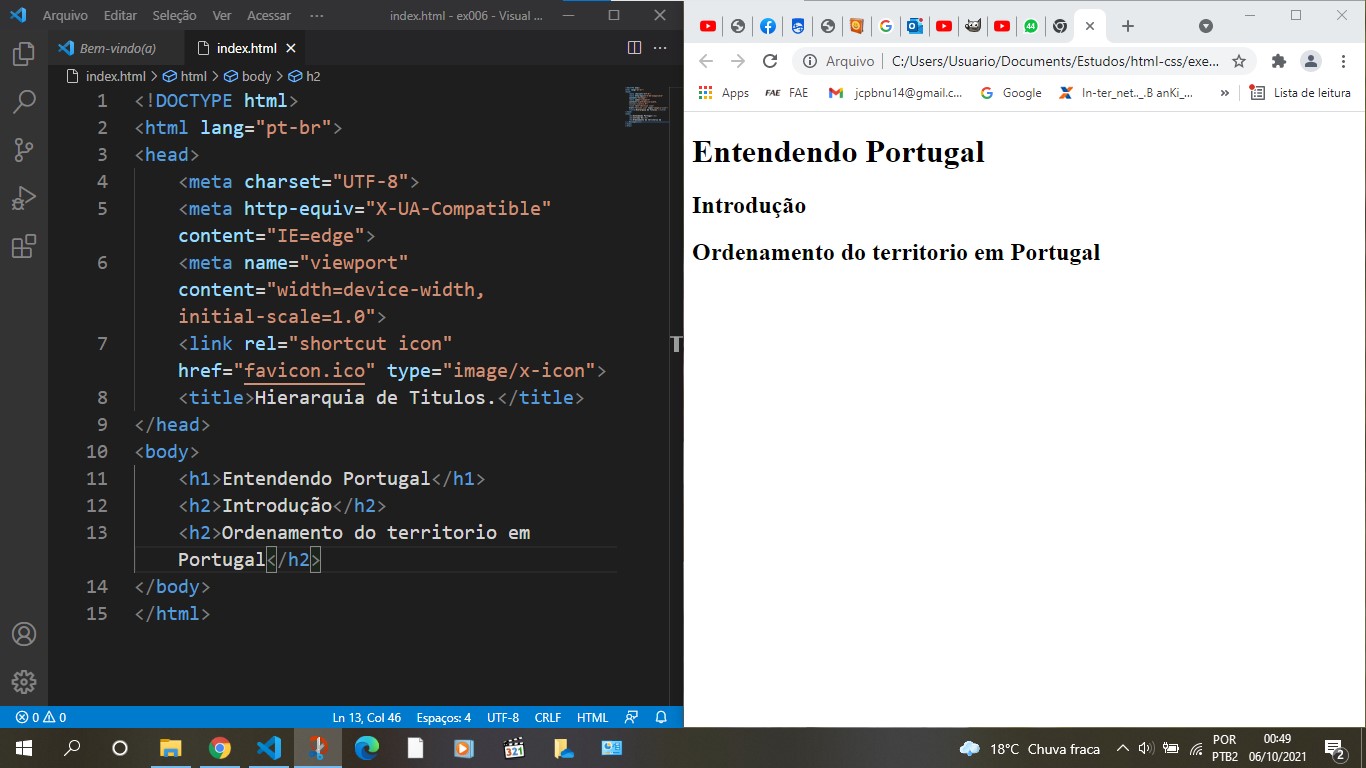 Arquivo Editar Seleção Ver Acessar ··· index.html - ex006 - Visual ...
Bem-vindo(a) index.html
index.html > html > body > h2
1 <!DOCTYPE html>
2 <html lang="pt-br">
3 <head>
4 <meta charset="UTF-8">
5 <meta http-equiv="X-UA-Compatible"
content="IE=edge">
6 <meta name="viewport"
content="width=device-width,
initial-scale=1.0">
7 <link rel="shortcut icon"
href="favicon.ico" type="image/x-icon">
8 <title>Hierarquia de Titulos.</title>
9 </head>
10 <body>
11 <h1>Entendendo Portugal</h1>
12 <h2>Introdução</h2>
13 <h2>Ordenamento do territorio em
Portugal</h2>
14 </body>
15 </html>
0 0 Ln 13, Col 46 Espaços: 4 UTF-8 CRLF HTML
44
Arquivo | C:/Users/Usuario/Documents/Estudos/html-css/exe...
Apps FAE FAE jcpbnu14@gmail.c... Google In-ter_net.._.:B anKi_... » Lista de leitura
Entendendo Portugal
Introdução
Ordenamento do territorio em Portugal
321
18°C Chuva fraca
POR
PTB2
00:49
06/10/2021
2